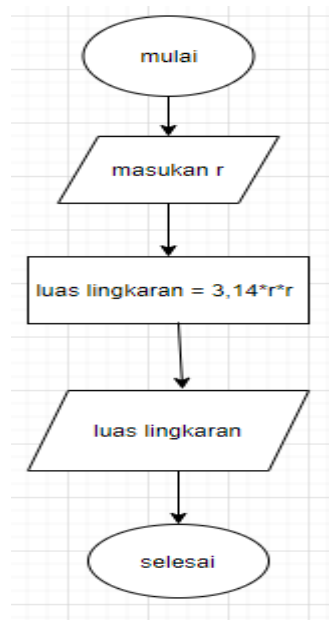 mulai
masukan r
luas lingkaran = 3,14*r*r
luas lingkaran
selesai